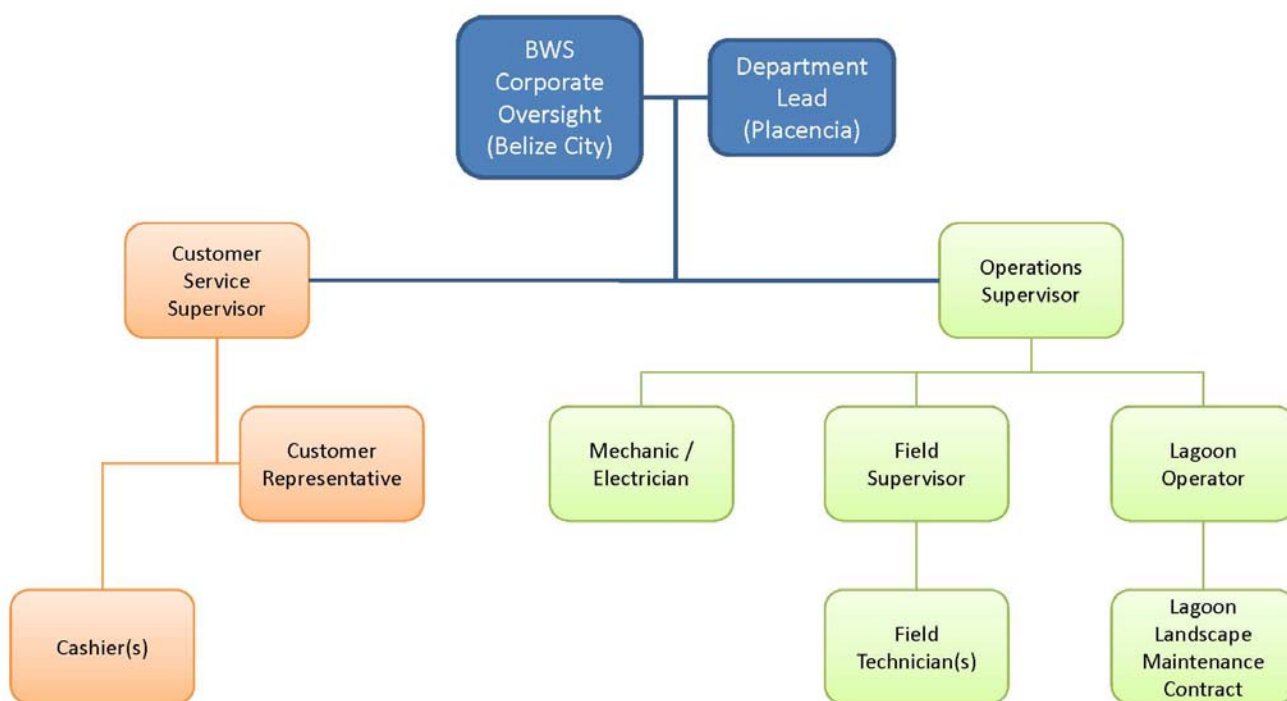 BWS
Corporate
Oversight
(Belize City)
Department
Lead
(Placencia)
Customer
Service
Supervisor
Operations
Supervisor
Customer
Representative
Mechanic /
Electrician
Field
Supervisor
Lagoon
Operator
Cashier(s)
Field
Technician(s)
Lagoon
Landscape
Maintenance
Contract